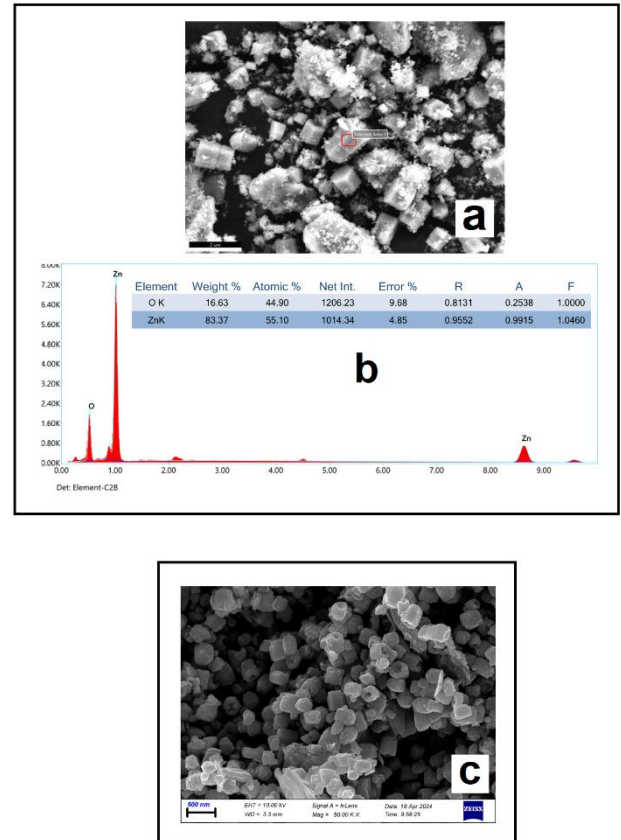 a
2 um
8.00K
7.20K
6.40K
5.60K
4.80K
4.00K
3.20K
2.40K
1.60K
0.80K
0.00K
Zn
O
Zn
Element Weight % Atomic % Net Int. Error % R A F
O K 16.63 44.90 1206.23 9.68 0.8131 0.2538 1.0000
ZnK 83.37 55.10 1014.34 4.85 0.9552 0.9915 1.0460
b
0.00 1.00 2.00 3.00 4.00 5.00 6.00 7.00 8.00 9.00
Det: Element-C2B
c
500 nm
Signal A = InLens Date: 18 Apr 2024
WD = 3.3 mm Mag = 50.00 K X Time: 9:58:25
ZEISS